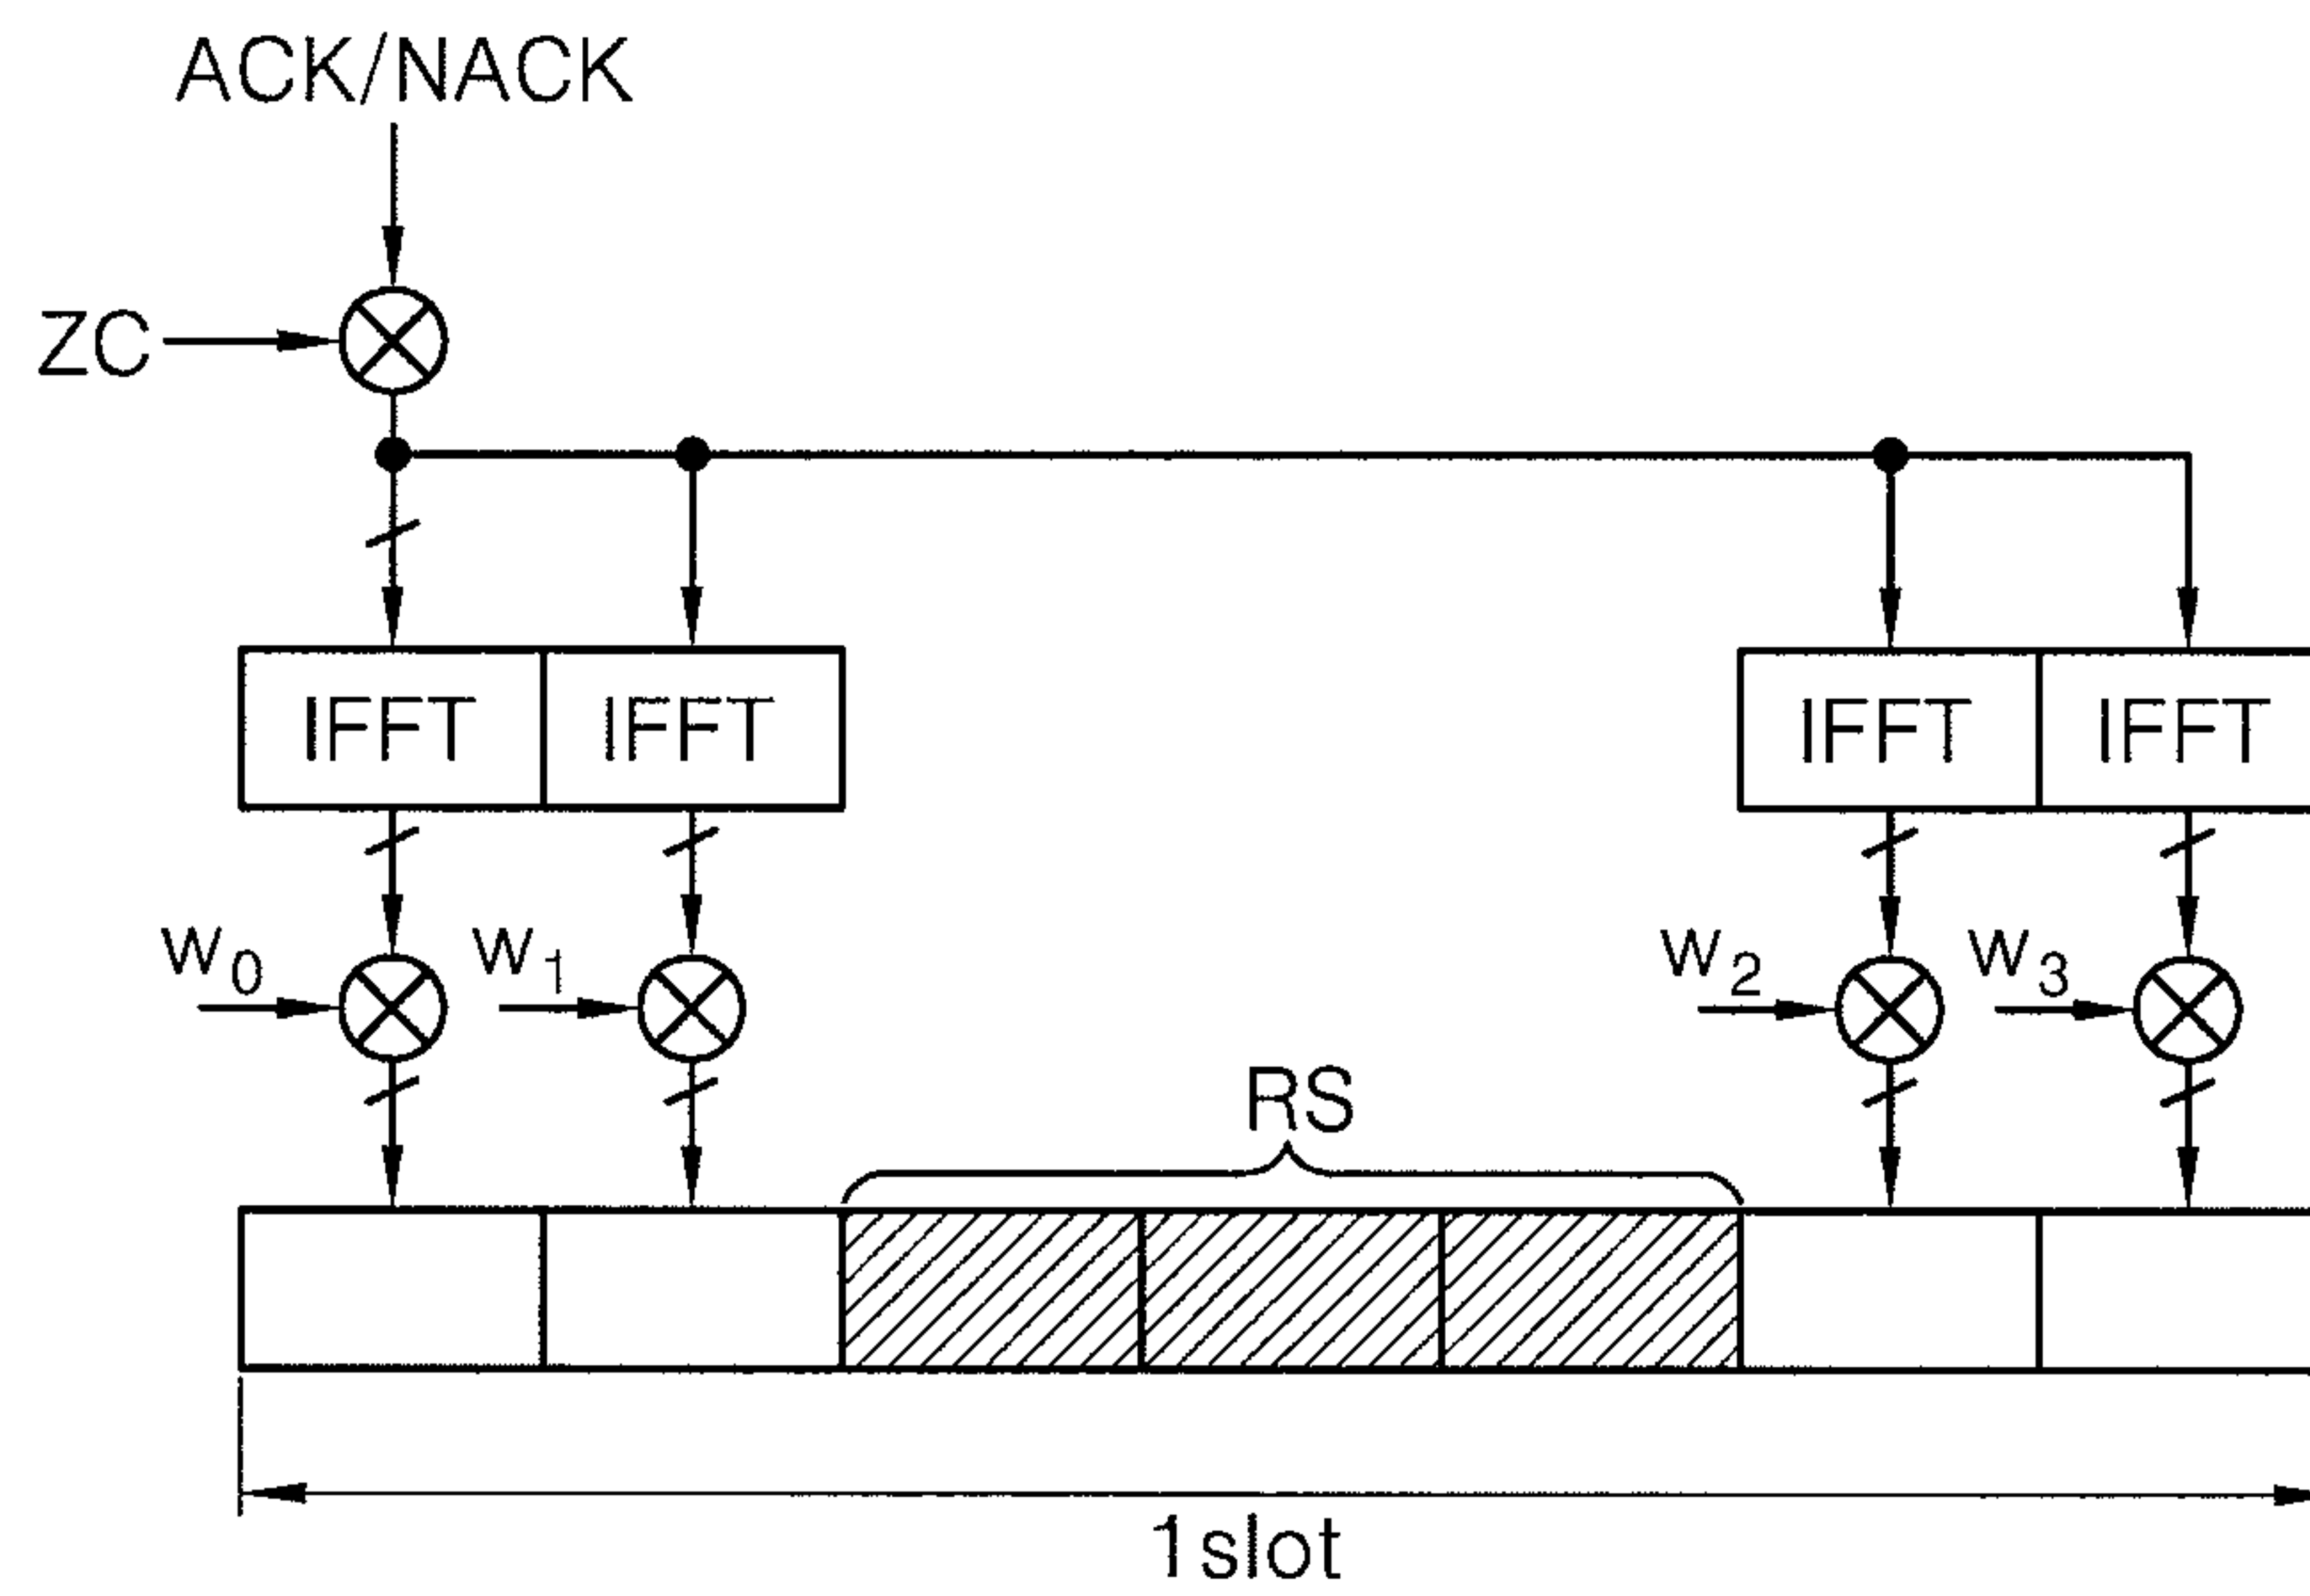 ACK/NACK
ZC
IFFT IFFT IFFT IFFT
w0 w1 w2 w3
RS
1slot